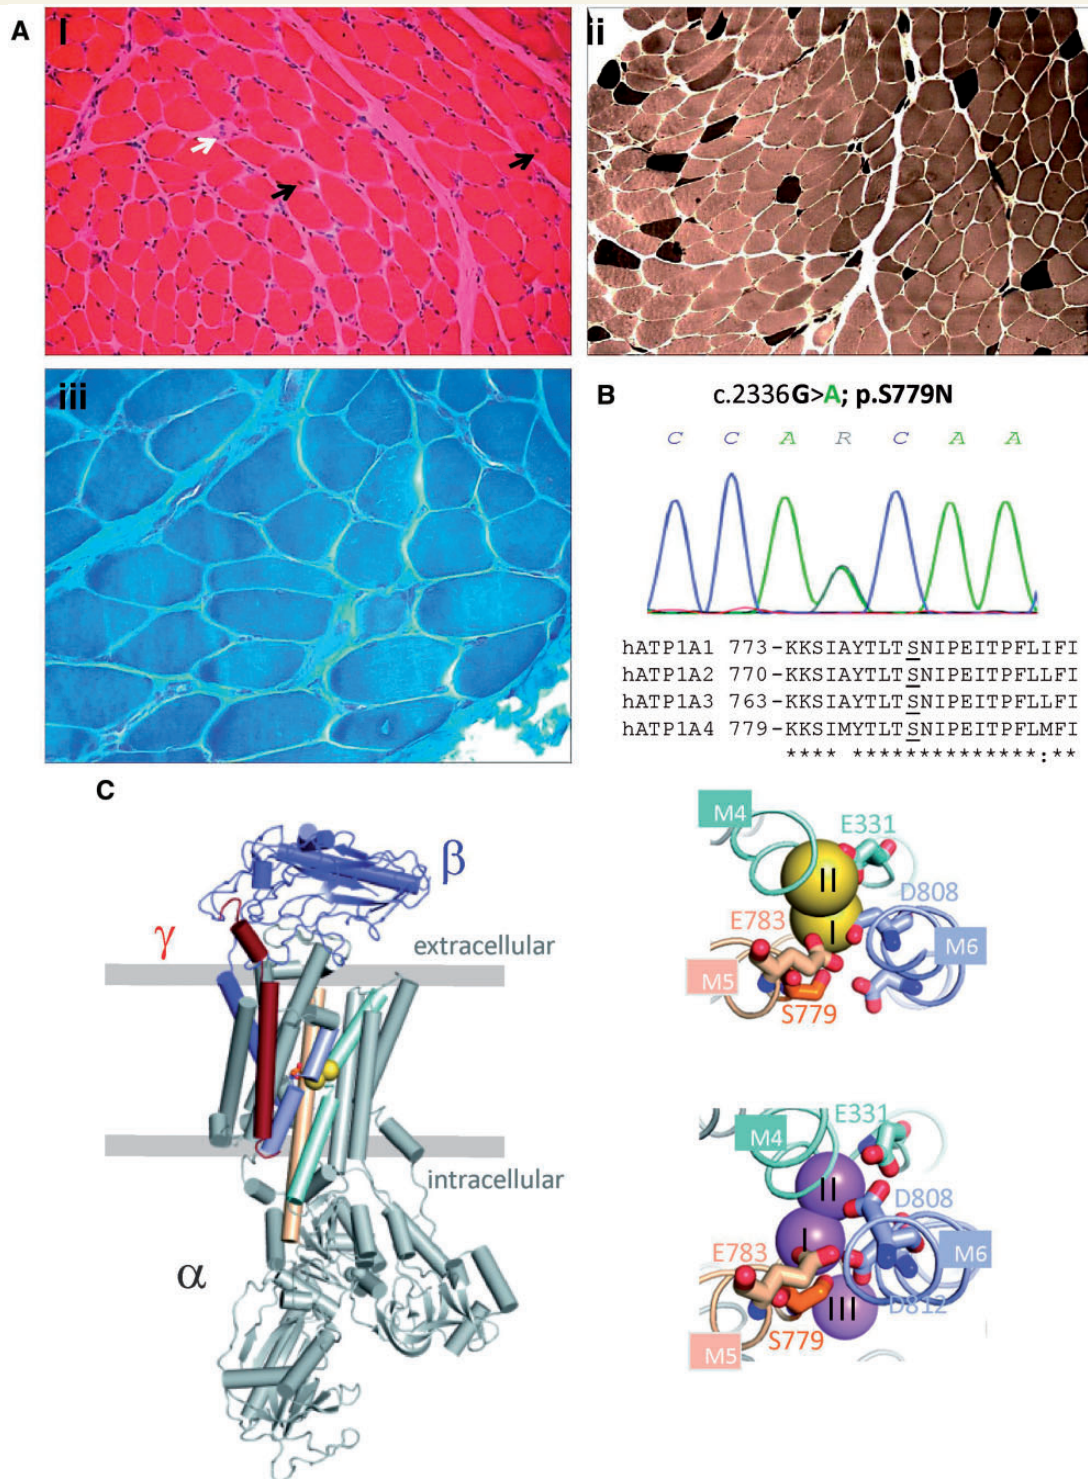 A
i
ii
iii
B
c.2336G>A; p.S779N
C C A R C A A
hATP1A1 773-KKSIAYTLTSNIPEITPFLIFI
hATP1A2 770-KKSIAYTLTSNIPEITPFLLFI
hATP1A3 763-KKSIAYTLTSNIPEITPFLLFI
hATP1A4 779-KKSIMYTLTSNIPEITPFLMFI
**** ***************:**
C
β
γ
extracellular
intracellular
α
M4
E331
II
D808
E783
I
M6
M5
S779
E331
M4
II
D808
E783
I
M6
III
D812
S779
M5